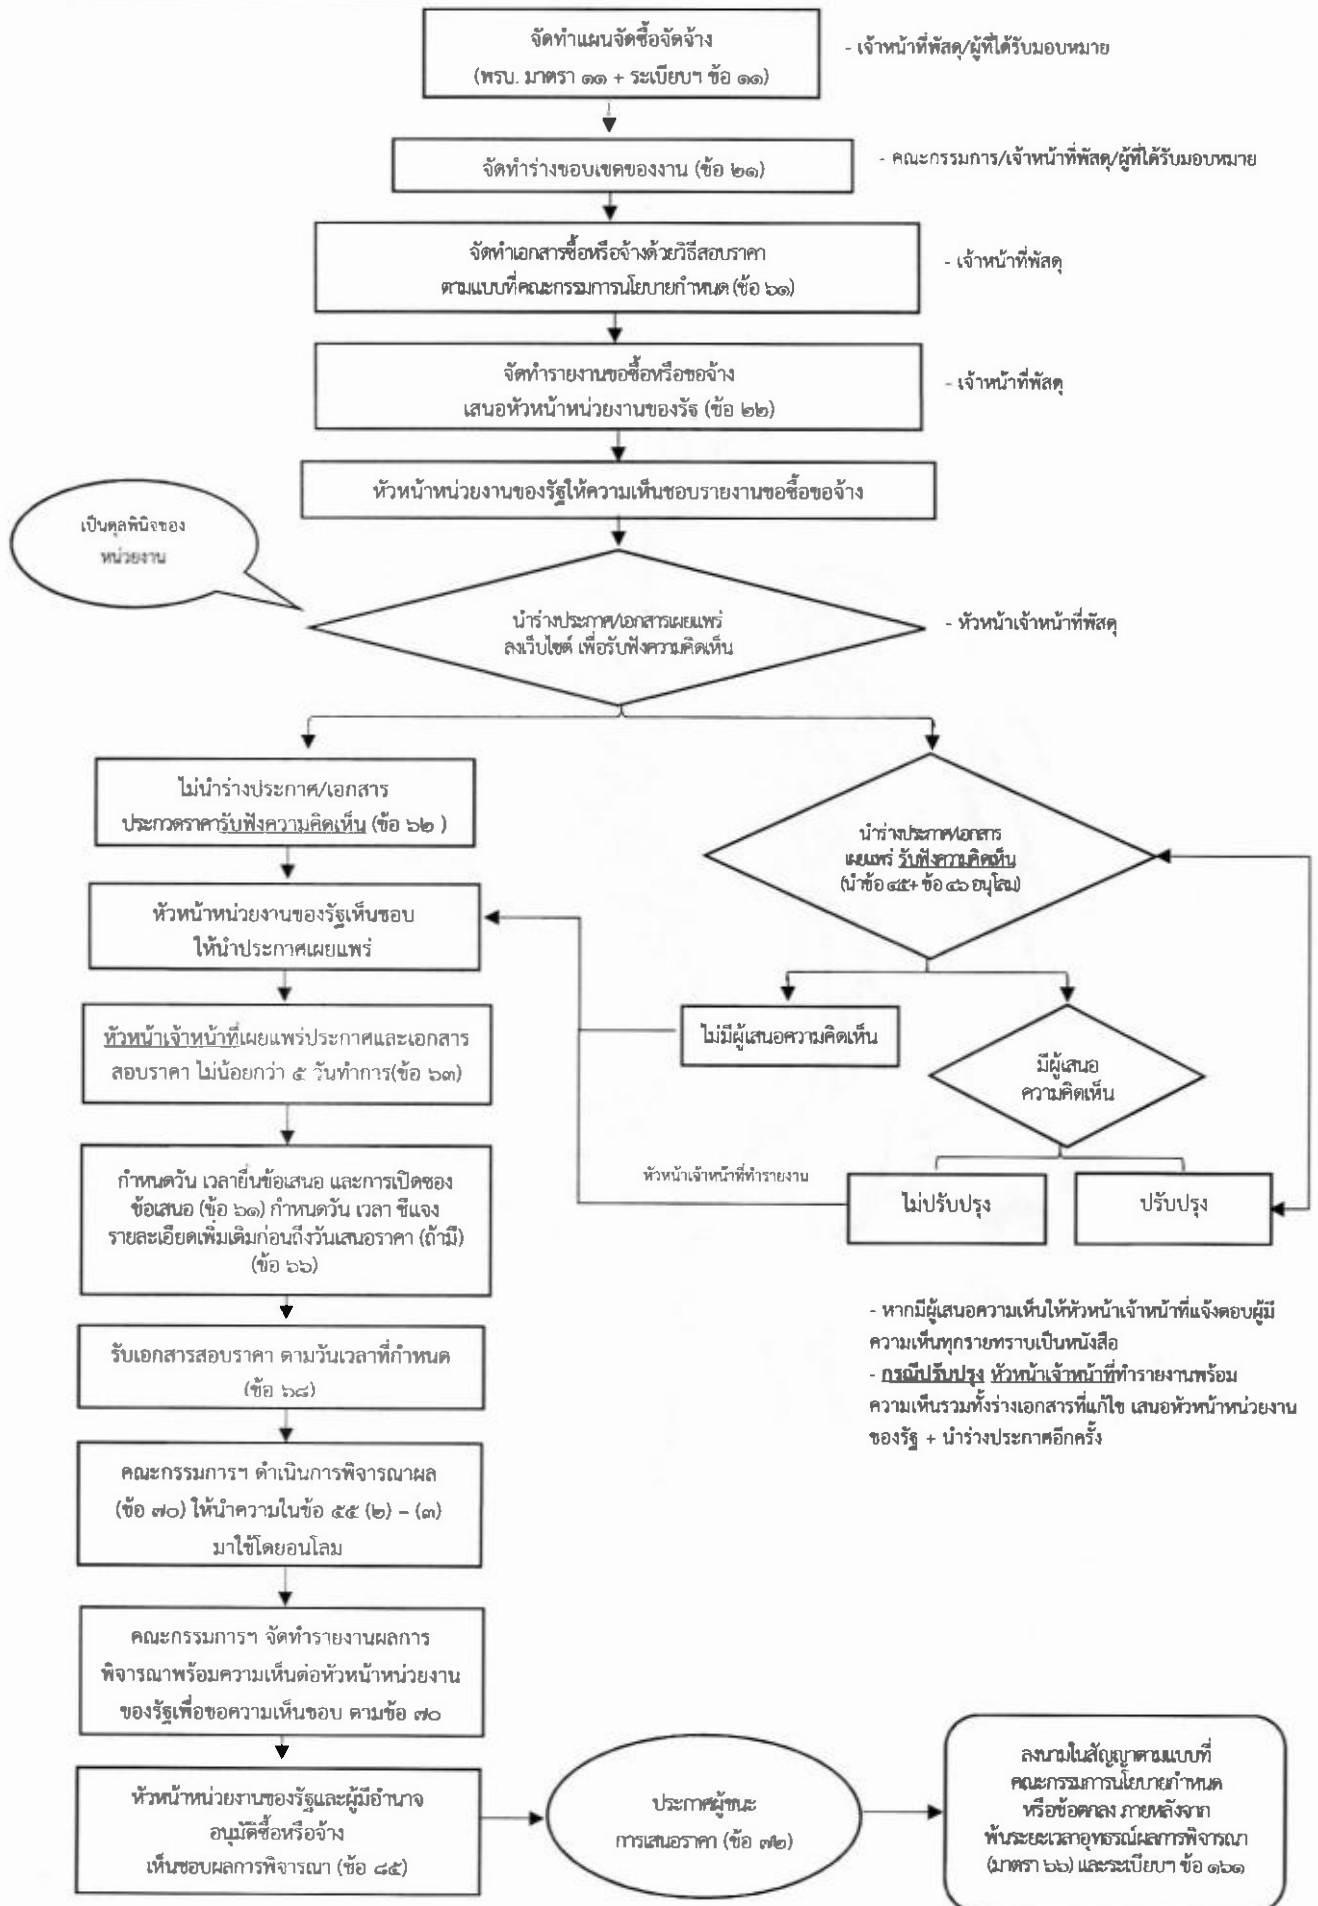 จัดทำแผนจัดซื้อจัดจ้าง
(พรบ. มาตรา ๑๑ + ระเบียบฯ ข้อ ๑๑)
- เจ้าหน้าที่พัสดุ/ผู้ที่ได้รับมอบหมาย
จัดทำร่างขอบเขตของงาน (ข้อ ๒๑)
- คณะกรรมการ/เจ้าหน้าที่พัสดุ/ผู้ที่ได้รับมอบหมาย
จัดทำเอกสารซื้อหรือจ้างด้วยวิธีสอบราคา
ตามแบบที่คณะกรรมการนโยบายกำหนด (ข้อ ๖๑)
- เจ้าหน้าที่พัสดุ
จัดทำรายงานขอซื้อหรือขอจ้าง
เสนอหัวหน้าหน่วยงานของรัฐ (ข้อ ๒๒)
- เจ้าหน้าที่พัสดุ
หัวหน้าหน่วยงานของรัฐให้ความเห็นชอบรายงานขอซื้อขอจ้าง
เป็นดุลพินิจของ
หน่วยงาน
นำร่างประกาศ/เอกสารเผยแพร่
ลงเว็บไซต์ เพื่อรับฟังความคิดเห็น
- หัวหน้าเจ้าหน้าที่พัสดุ
ไม่นำร่างประกาศ/เอกสาร
ประกวดราคารับฟังความคิดเห็น (ข้อ ๖๒ )
นำร่างประกาศ/เอกสาร
เผยแพร่ รับฟังความคิดเห็น
(นำข้อ ๔๕+ ข้อ ๔๖ อนุโลม)
หัวหน้าหน่วยงานของรัฐเห็นชอบ
ให้นำประกาศเผยแพร่
หัวหน้าเจ้าหน้าที่เผยแพร่ประกาศและเอกสาร
สอบราคา ไม่น้อยกว่า ๕ วันทำการ(ข้อ ๖๓)
ไม่มีผู้เสนอความคิดเห็น
มีผู้เสนอ
ความคิดเห็น
หัวหน้าเจ้าหน้าที่ทำรายงาน
ไม่ปรับปรุง
ปรับปรุง
กำหนดวัน เวลายื่นข้อเสนอ และการเปิดซอง
ข้อเสนอ (ข้อ ๖๑) กำหนดวัน เวลา ชี้แจง
รายละเอียดเพิ่มเติมก่อนถึงวันเสนอราคา (ถ้ามี)
(ข้อ ๖๖)
- หากมีผู้เสนอความเห็นให้หัวหน้าเจ้าหน้าที่แจ้งตอบผู้มี
ความเห็นทุกรายทราบเป็นหนังสือ
- กรณีปรับปรุง หัวหน้าเจ้าหน้าที่ทำรายงานพร้อม
ความเห็นรวมทั้งร่างเอกสารที่แก้ไข เสนอหัวหน้าหน่วยงาน
ของรัฐ + นำร่างประกาศอีกครั้ง
รับเอกสารสอบราคา ตามวันเวลาที่กำหนด
(ข้อ ๖๘)
คณะกรรมการฯ ดำเนินการพิจารณาผล
(ข้อ ๗๐) ให้นำความในข้อ ๕๕ (๒) – (๓)
มาใช้โดยอนโลม
คณะกรรมการฯ จัดทำรายงานผลการ
พิจารณาพร้อมความเห็นต่อหัวหน้าหน่วยงาน
ของรัฐเพื่อขอความเห็นชอบ ตามข้อ ๗๐
หัวหน้าหน่วยงานของรัฐและผู้มีอำนาจ
อนุมัติซื้อหรือจ้าง
เห็นชอบผลการพิจารณา (ข้อ ๘๕)
ประกาศผู้ชนะ
การเสนอราคา (ข้อ ๗๒)
ลงนามในสัญญาตามแบบที่
คณะกรรมการนโยบายกำหนด
หรือข้อตกลง ภายหลังจาก
พ้นระยะเวลาอุทธรณ์ผลการพิจารณา
(มาตรา ๖๖) และระเบียบฯ ข้อ ๑๖๑